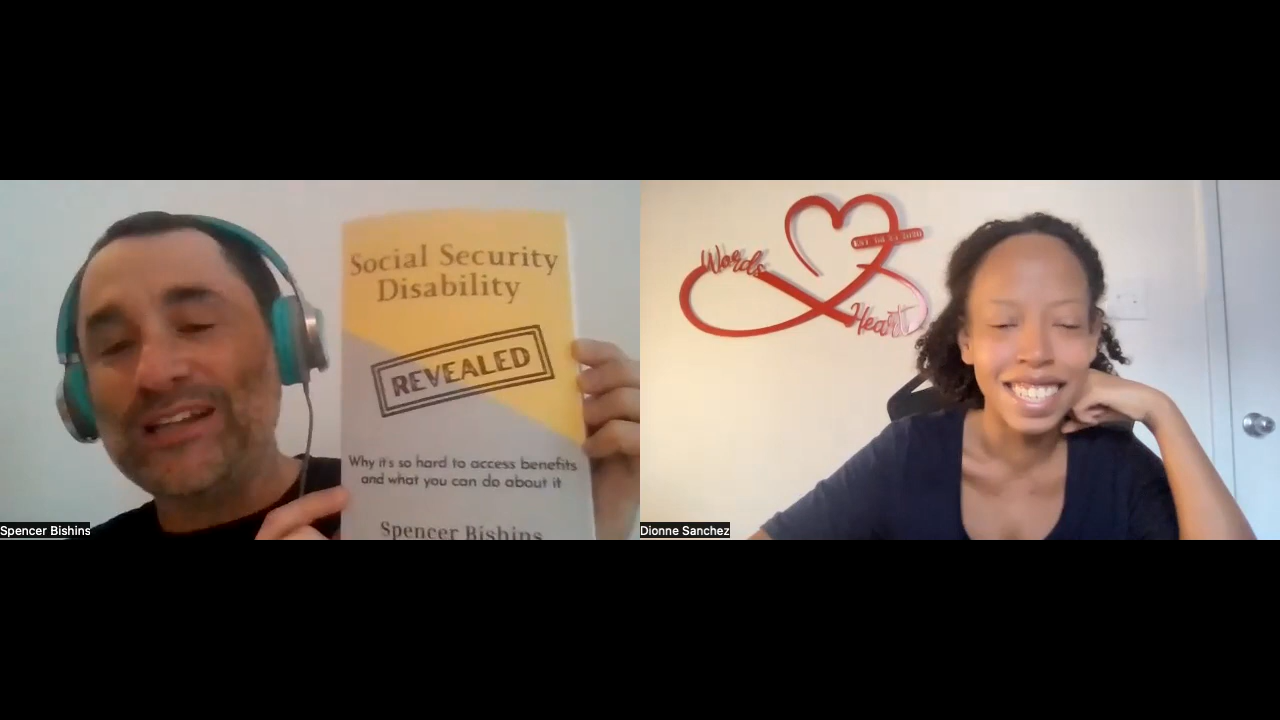 Social Security
Disability
REVEALED
Why it's so hard to access benefits
and what you can do about it
Spencer Bishins
Spencer Bishins
Words
Heart
Dionne Sanchez